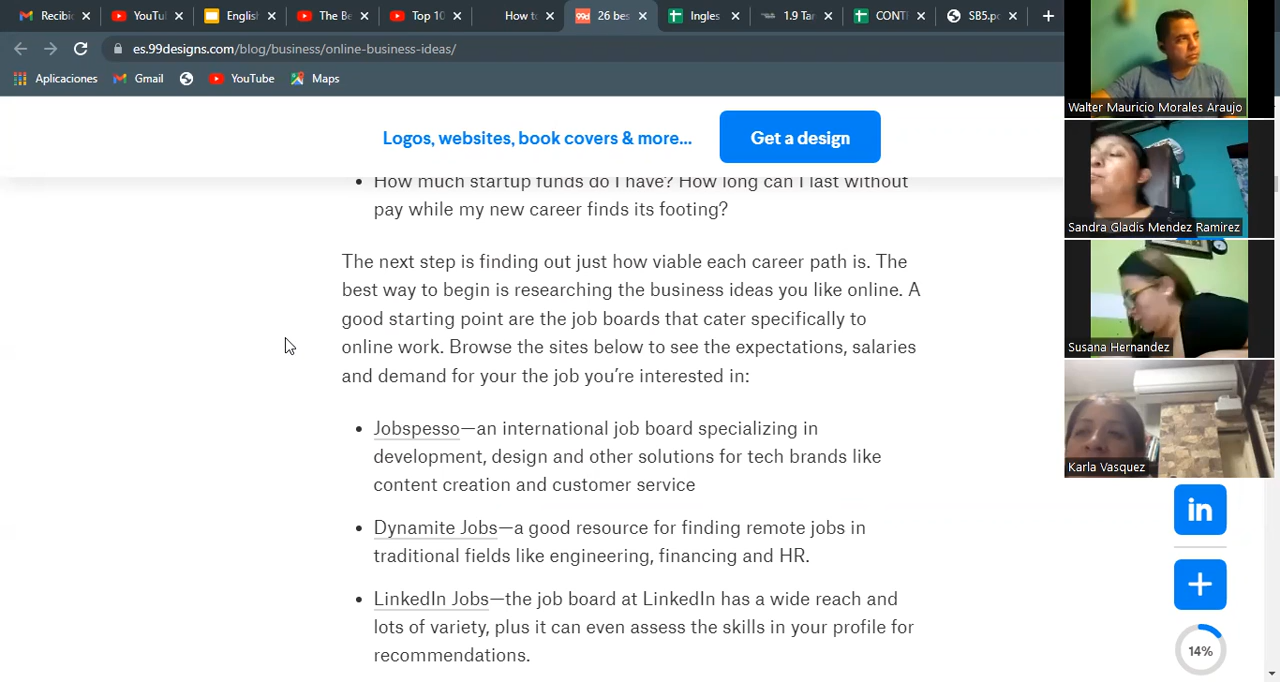 Recibio
YouTu
English
The Be
Top 10
How to
26 bes
Ingles
1.9 Tar
CONTI
SB5.pc
es.99designs.com/blog/business/online-business-ideas/
Aplicaciones
Gmail
YouTube
Maps
Logos, websites, book covers & more...
Get a design
• How much startup funds do I have? How long can I last without
pay while my new career finds its footing?
The next step is finding out just how viable each career path is. The
best way to begin is researching the business ideas you like online. A
good starting point are the job boards that cater specifically to
online work. Browse the sites below to see the expectations, salaries
and demand for your the job you're interested in:
• Jobspesso—an international job board specializing in
development, design and other solutions for tech brands like
content creation and customer service
• Dynamite Jobs—a good resource for finding remote jobs in
traditional fields like engineering, financing and HR.
• LinkedIn Jobs—the job board at LinkedIn has a wide reach and
lots of variety, plus it can even assess the skills in your profile for
recommendations.
in
14%
Walter Mauricio Morales Araujo
Sandra Gladis Mendez Ramirez
Susana Hernandez
Karla Vasquez